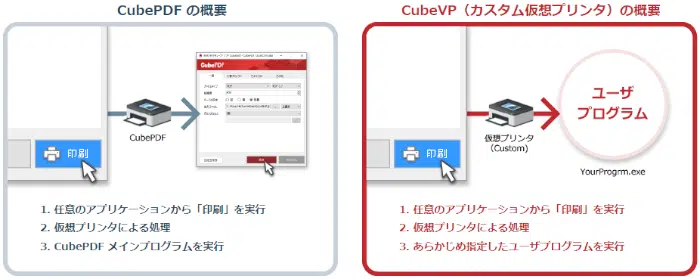 CubePDF の概要
CubePDF
印刷
CubePDF
1. 任意のアプリケーションから「印刷」を実行
2. 仮想プリンタによる処理
3. CubePDF メインプログラムを実行
CubeVP（カスタム仮想プリンタ）の概要
印刷
仮想プリンタ
(Custom)
ユーザ
プログラム
YourProgrm.exe
1. 任意のアプリケーションから「印刷」を実行
2. 仮想プリンタによる処理
3. あらかじめ指定したユーザプログラムを実行